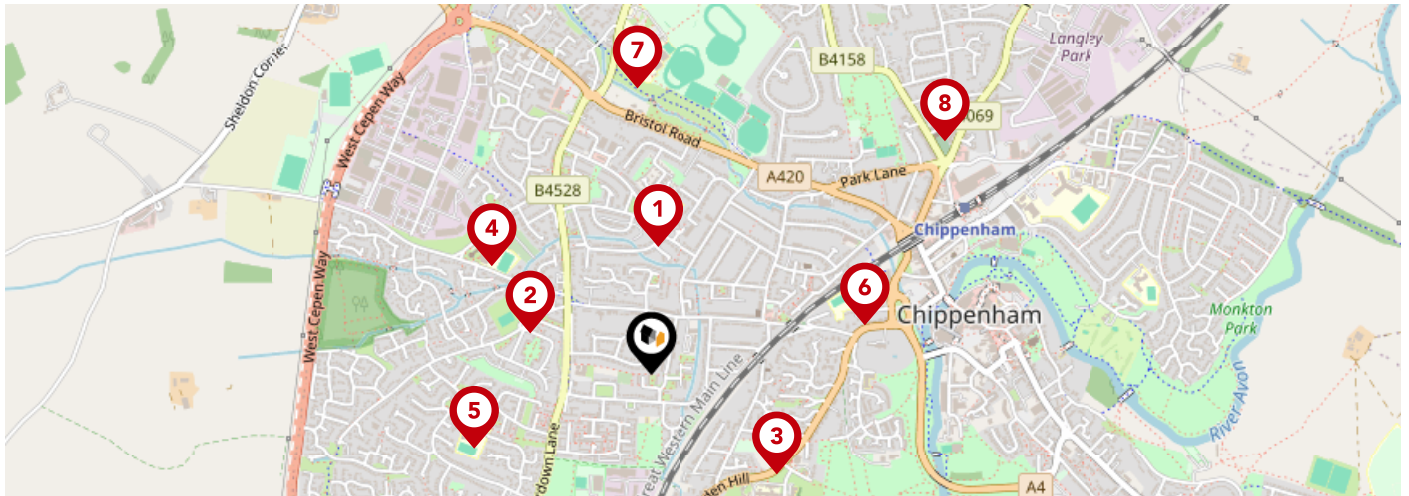 7
B4158
Langley
Park
Sheldon Corner
West Cepen Way
8
069
Bristol Road
A420
Park Lane
B4528
1
4
Chippenham
2
6
Chippenham
Monkton
Park
West Cepen Way
5
3
Great Western Main Line
River Avon
down Lane
den Hill
A4